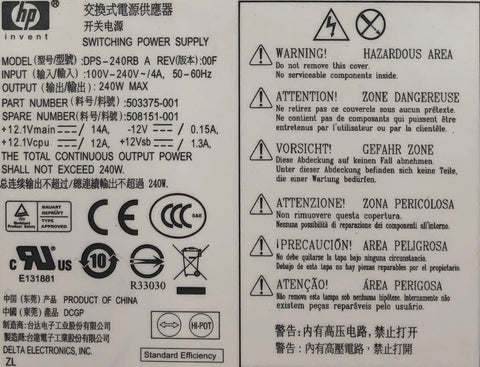 hp
invent
交換式電源供應器
开关电源
SWITCHING POWER SUPPLY
MODEL(型号/型號):DPS-240RB A REV(版本):00F
INPUT (输入/輸入) :100V-240V~/4A, 50-60Hz
OUTPUT (输出/輸出) : 240W MAX
PART NUMBER (料号/料號) :503375-001
SPARE NUMBER(料号/料號) :508151-001
+12.1Vmain / 14A, -12V / 0.15A,
+12.1Vcpu / 12A, +12Vsb / 1.3A,
THE TOTAL CONTINUOUS OUTPUT POWER
SHALL NOT EXCEED 240W.
总连续输出不超过/總連續輸出不超過 240W.
BAUART
GEPRÜFT
TYPE
APPROVED
CE
CCC
S&E
c UL us
E131881
10
R33030
中国 (东莞) 产品 PRODUCT OF CHINA
中國 (東莞) 產品 DCGP
制造商:台达电子工业股份有限公司
製造商:台達電子工業股份有限公司
DELTA ELECTRONICS, INC.
ZL
HI-POT
Standard Efficiency
WARNING! HAZARDOUS AREA
Do not remove this cover.
No serviceable components inside.
ATTENTION! ZONE DANGEREUSE
Ne retirez pas ce couvercle sous aucun prétexte.
Ne contient pas de composants qui puissent être
entretenus par l'utilisateur ou par la clientèle.
VORSICHT! GEFAHR ZONE
Diese Abdeckung auf keinen Fall abnehmen.
Unter dieser Abdeckung befinden sich keine Teile,
die einer Wartung bedürfen.
ATTENZIONE! ZONA PERICOLOSA
Non rimuovere questa copertura.
Nessuna possibilità di riparazione dei componenti all'interno.
¡PRECAUCIÓN! AREA PELIGROSA
No debe quitarse la tapa bajo ninguna circunstancia.
Debajo de esta tapa no hay piezas reparables por el propietario.
ATENÇÃO! ÁREA PERIGOSA
Não remova esta tampa sob nenhuma hipótese. Internamente não
existem peças reparáveis pelo usuário.
警告:内有高压电路,禁止打开
警告:內有高壓電路,禁止打開